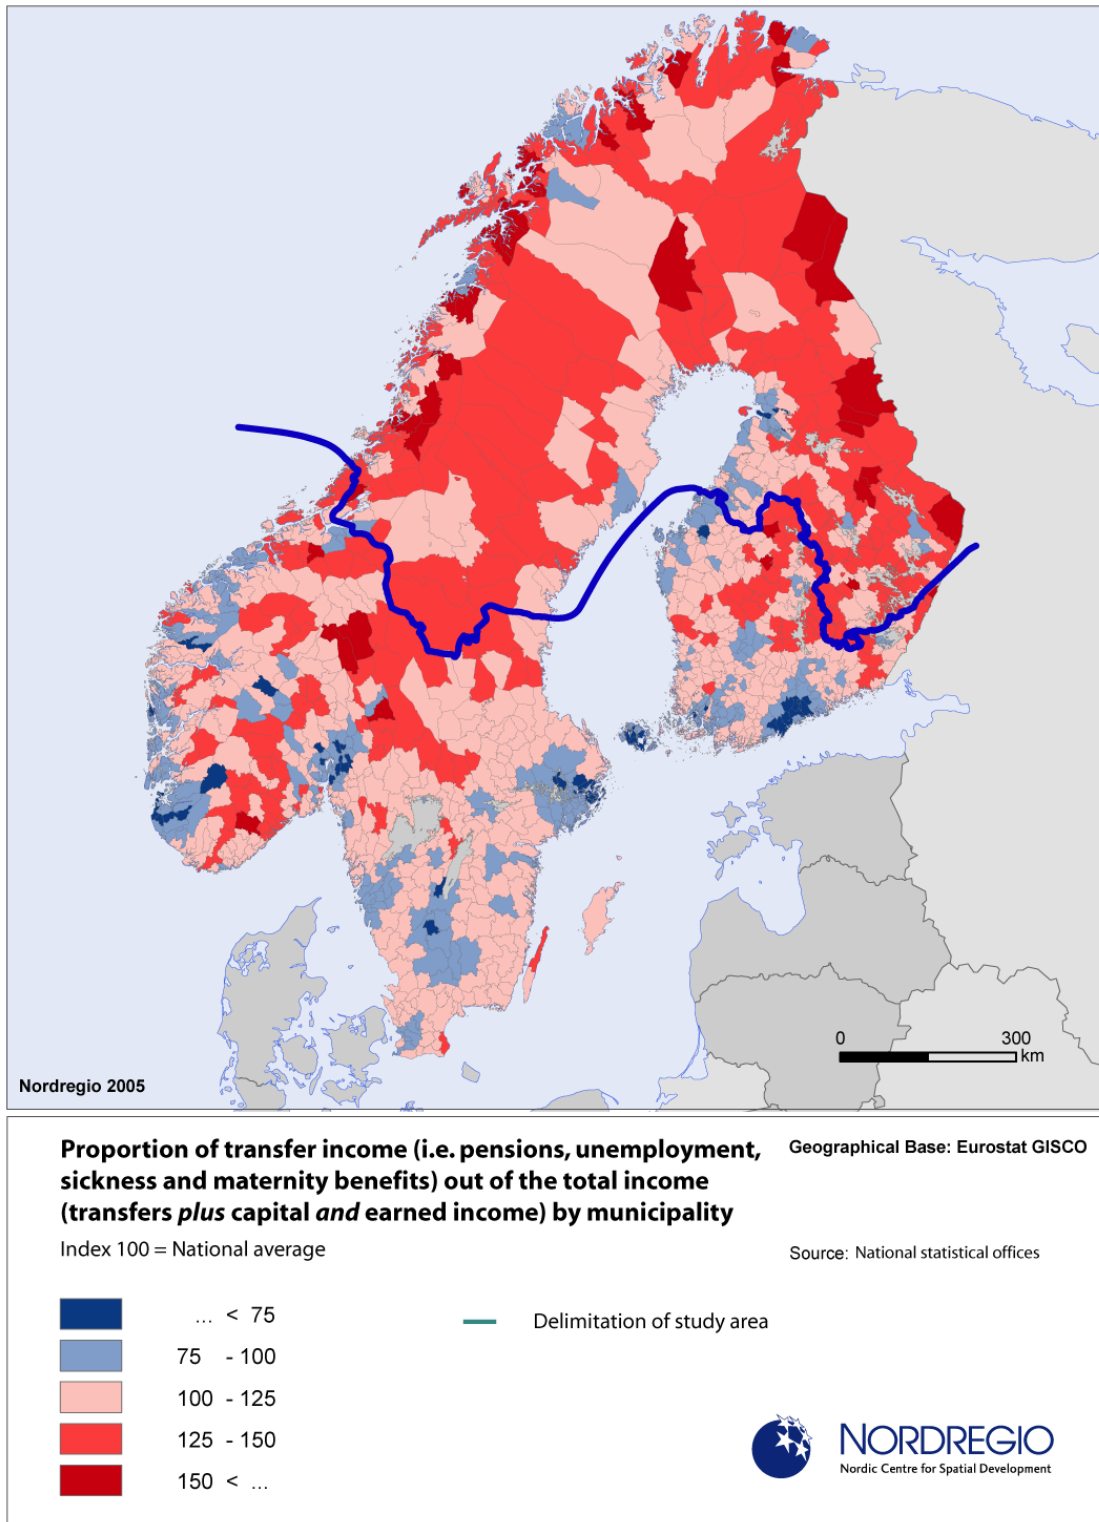 0 300
km
Nordregio 2005
Proportion of transfer income (i.e. pensions, unemployment,
sickness and maternity benefits) out of the total income
(transfers plus capital and earned income) by municipality
Index 100 = National average
Geographical Base: Eurostat GISCO
Source: National statistical offices
... < 75
75 - 100
100 - 125
125 - 150
150 < ...
Delimitation of study area
NORDREGIO
Nordic Centre for Spatial Development